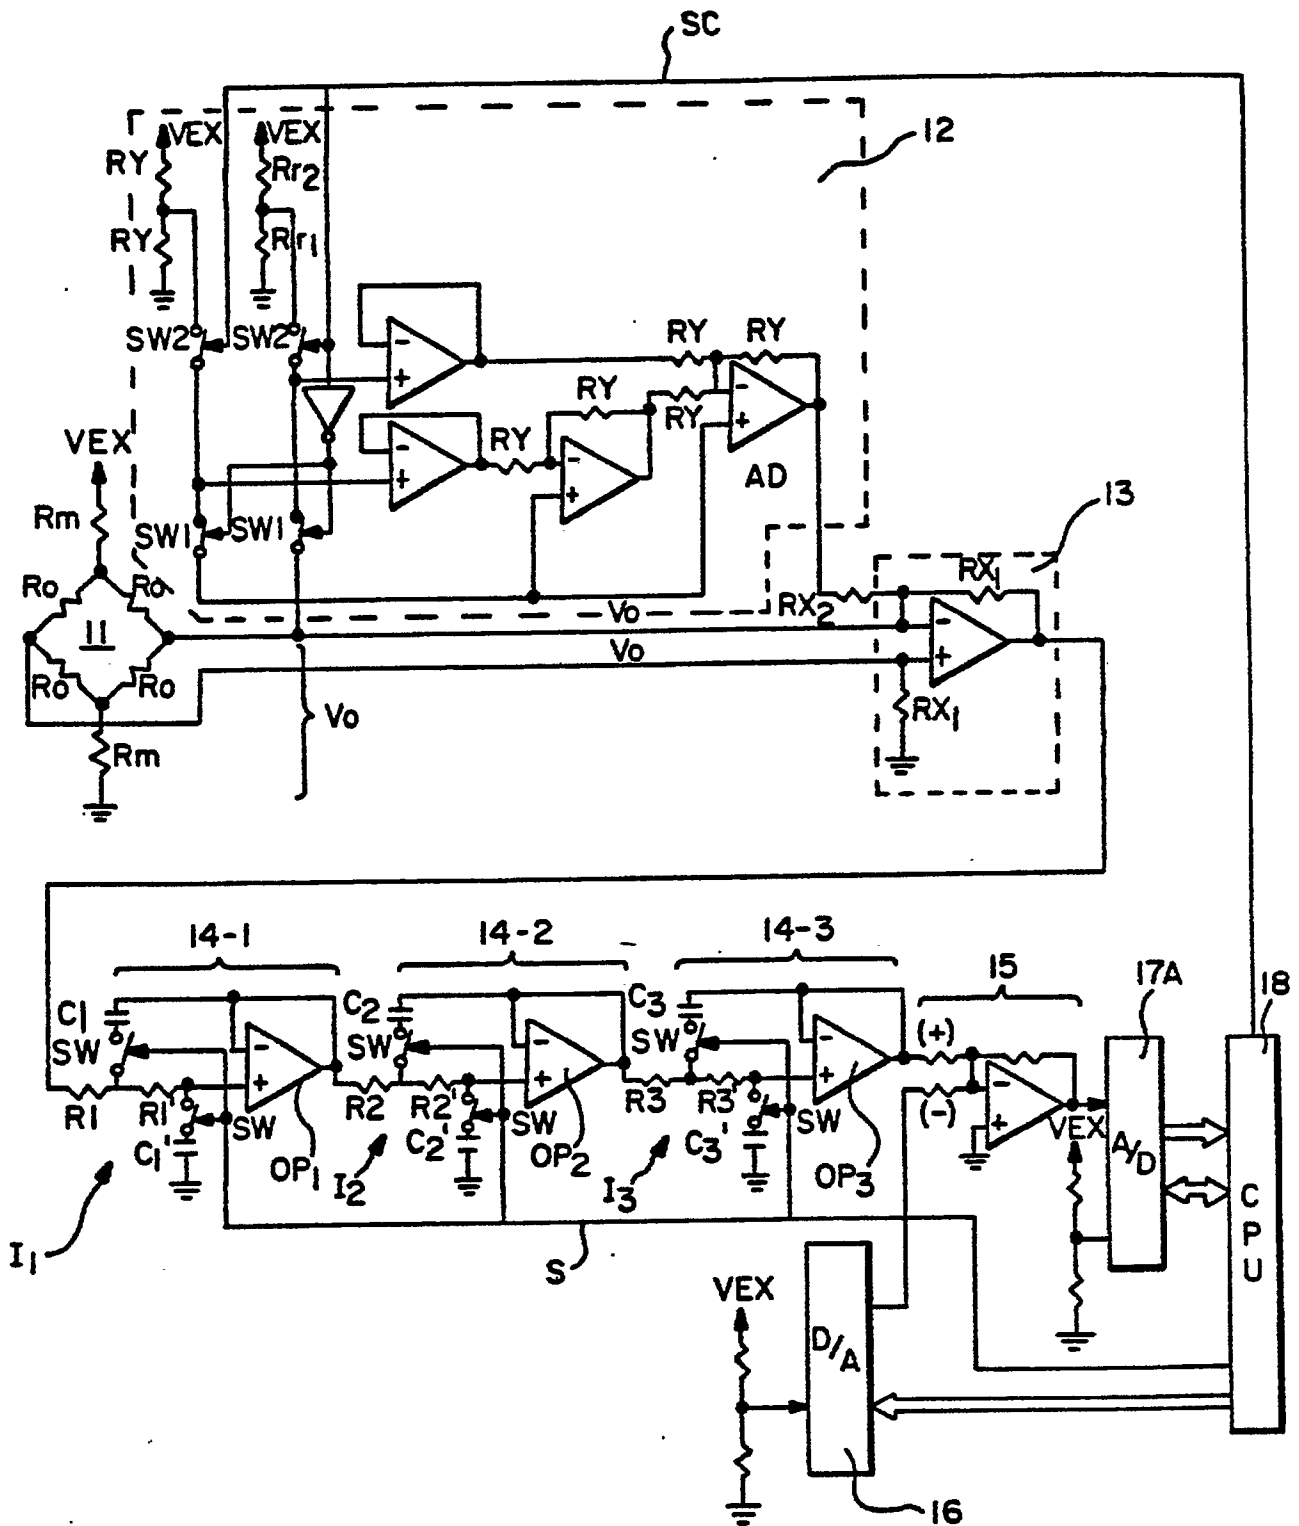 SC
12
VEX
VEX
RY
Rr2
RY
Rr1
SW2
SW2
RY
RY
RY
RY
RY
AD
VEX
Rm
SW1
SW1
13
Ro
Ro
11
Ro
Ro
Rm
Vo
Vo
Vo
RX2
RX1
RX1
-
+
-
+
-
+
-
+
-
+
14-1
14-2
14-3
15
17A
18
C1
C2
C3
SW
SW
SW
(+)
(-)
R1
R1'
R2
R2'
R3
R3'
C1'
C2'
C3'
SW
SW
SW
OP1
OP2
OP3
-
+
-
+
-
+
-
+
VEX
A/D
CPU
I1
I2
I3
S
VEX
D/A
16